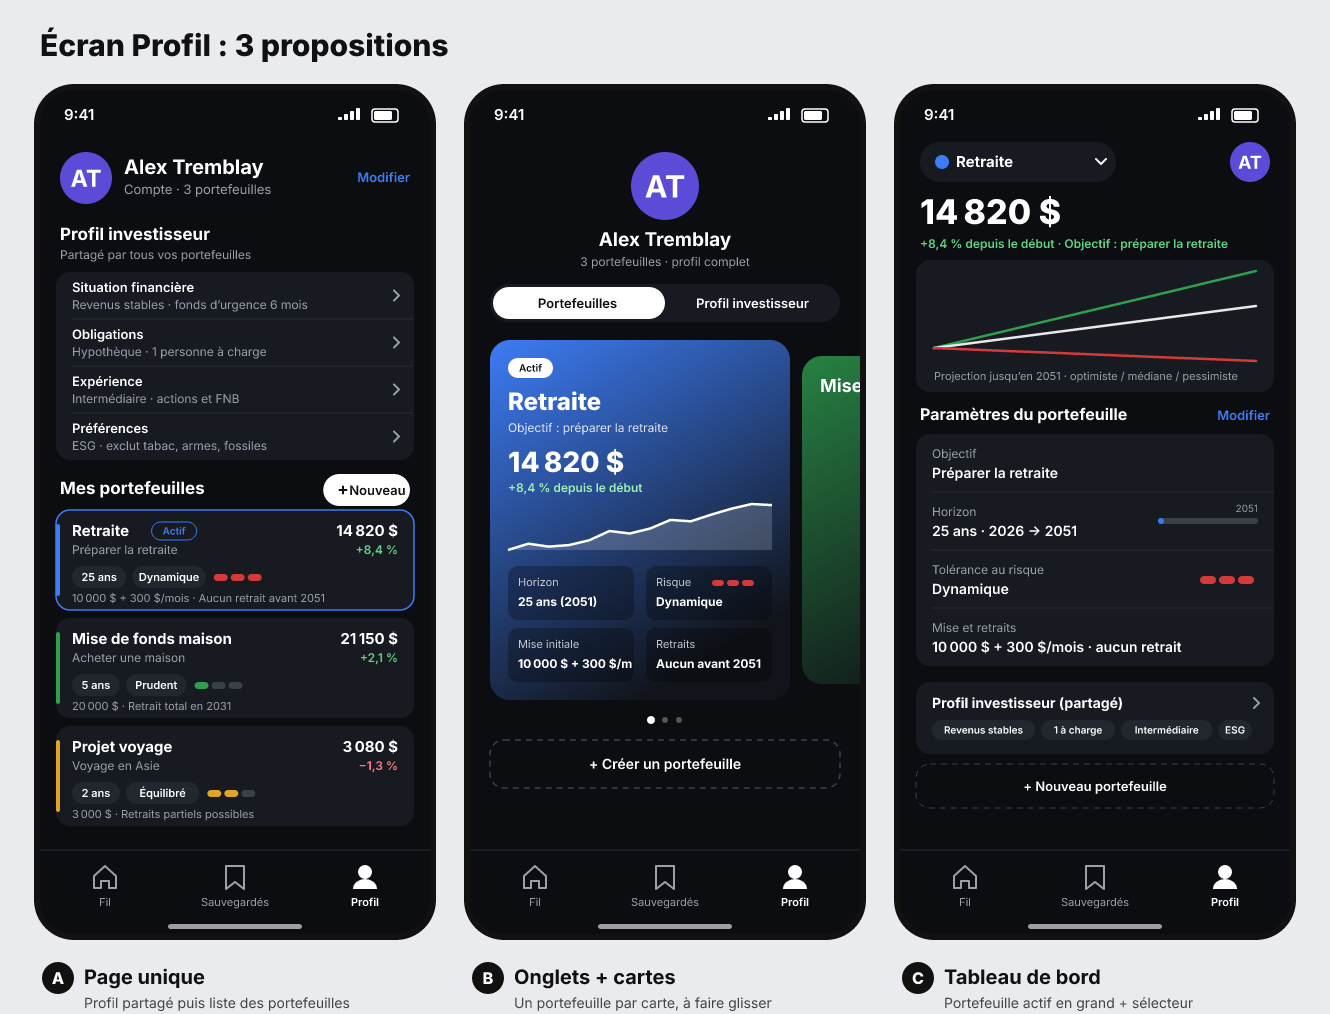 Écran Profil : 3 propositions
9:41
AT
Alex Tremblay
Compte · 3 portefeuilles
Modifier
Profil investisseur
Partagé par tous vos portefeuilles
Situation financière
Revenus stables · fonds d'urgence 6 mois
Obligations
Hypothèque · 1 personne à charge
Expérience
Intermédiaire · actions et FNB
Préférences
ESG · exclut tabac, armes, fossiles
Mes portefeuilles
+ Nouveau
Retraite
Actif
14 820 $
Préparer la retraite
+8,4 %
25 ans
Dynamique
10 000 $ + 300 $/mois · Aucun retrait avant 2051
Mise de fonds maison
21 150 $
Acheter une maison
+2,1 %
5 ans
Prudent
20 000 $ · Retrait total en 2031
Projet voyage
3 080 $
Voyage en Asie
−1,3 %
2 ans
Équilibré
3 000 $ · Retraits partiels possibles
Fil
Sauvegardés
Profil
A
Page unique
Profil partagé puis liste des portefeuilles
9:41
AT
Alex Tremblay
3 portefeuilles · profil complet
Portefeuilles
Profil investisseur
Actif
Retraite
Objectif : préparer la retraite
14 820 $
+8,4 % depuis le début
Mise
Horizon
25 ans (2051)
Risque
Dynamique
Mise initiale
10 000 $ + 300 $/m
Retraits
Aucun avant 2051
+ Créer un portefeuille
Fil
Sauvegardés
Profil
B
Onglets + cartes
Un portefeuille par carte, à faire glisser
9:41
Retraite
AT
14 820 $
+8,4 % depuis le début · Objectif : préparer la retraite
Projection jusqu'en 2051 · optimiste / médiane / pessimiste
Paramètres du portefeuille
Modifier
Objectif
Préparer la retraite
Horizon
25 ans · 2026 → 2051
2051
Tolérance au risque
Dynamique
Mise et retraits
10 000 $ + 300 $/mois · aucun retrait
Profil investisseur (partagé)
Revenus stables
1 à charge
Intermédiaire
ESG
+ Nouveau portefeuille
Fil
Sauvegardés
Profil
C
Tableau de bord
Portefeuille actif en grand + sélecteur